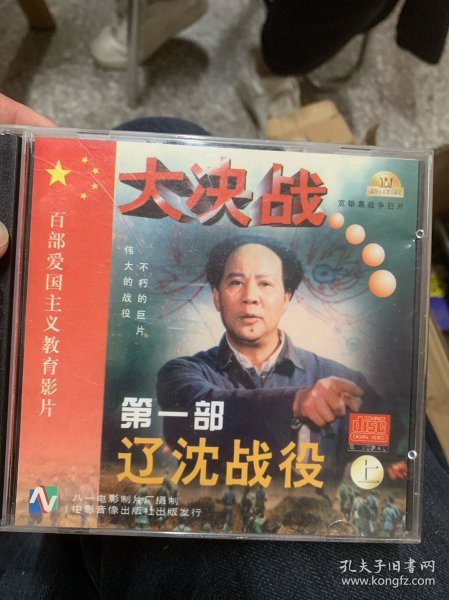 百部爱国主义教育影片
大决战
宽银幕战争巨片
不朽的巨片
伟大的战役
第一部
辽沈战役
COMPACT
disc
DIGITAL VIDEO
上
八一电影制片厂摄制
中影音像出版社出版发行
孔夫子旧书网
www.kongfz.com